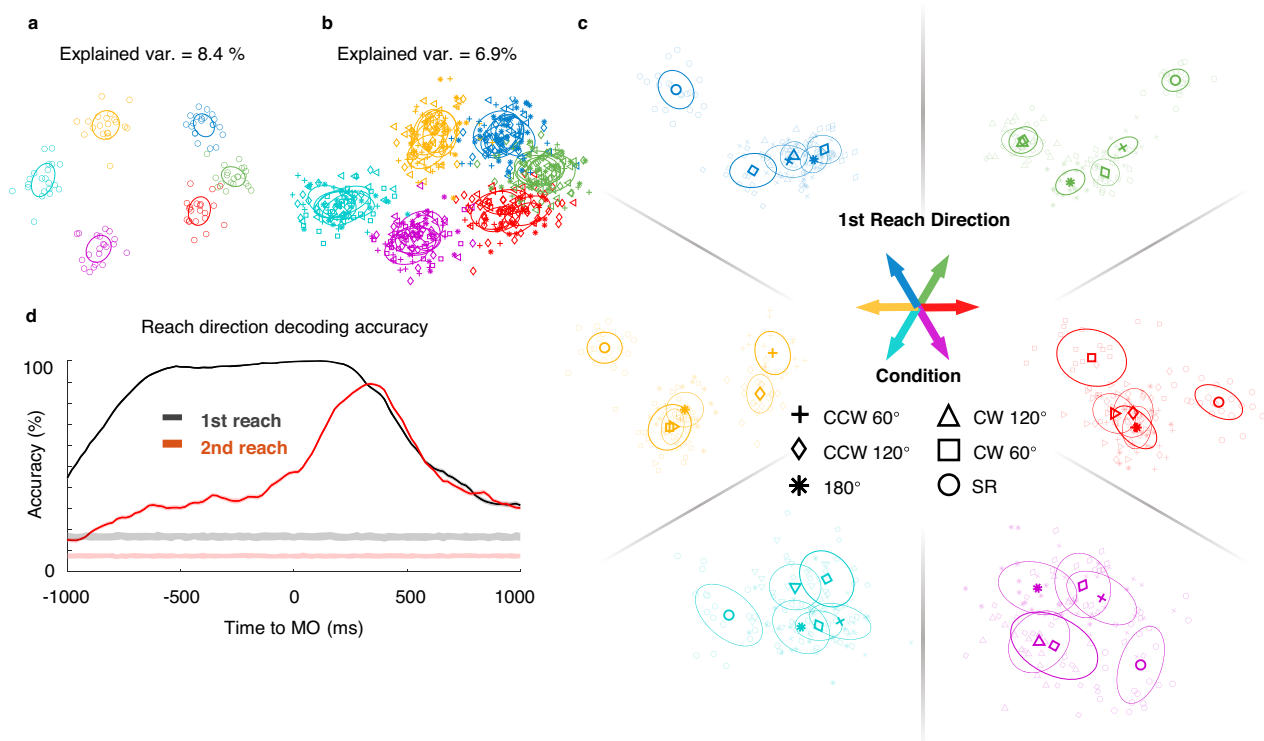 a
Explained var. = 8.4 %
b
Explained var. = 6.9%
c
1st Reach Direction
Condition
CCW 60°
CW 120°
CCW 120°
CW 60°
180°
SR
d
Reach direction decoding accuracy
100
0
Accuracy (%)
1st reach
2nd reach
-1000
-500
0
500
1000
Time to MO (ms)